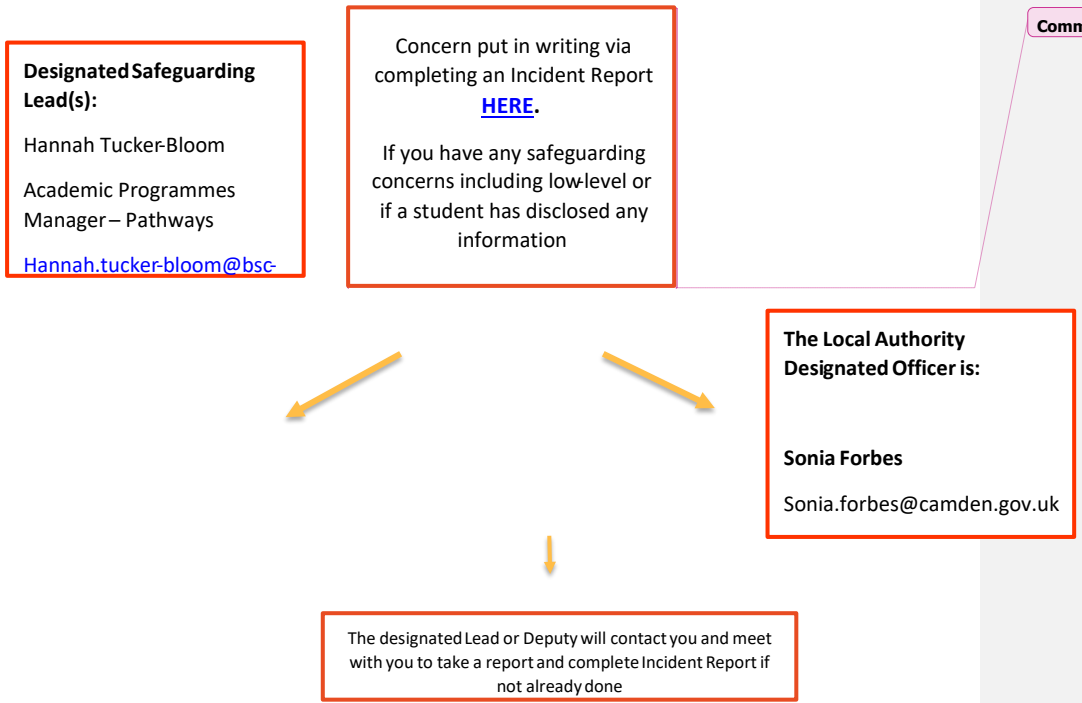 Comm
Designated Safeguarding
Lead(s):
Hannah Tucker-Bloom
Academic Programmes
Manager – Pathways
Hannah.tucker-bloom@bsc-
Concern put in writing via
completing an Incident Report
HERE.
If you have any safeguarding
concerns including low-level or
if a student has disclosed any
information
The Local Authority
Designated Officer is:
Sonia Forbes
Sonia.forbes@camden.gov.uk
The designated Lead or Deputy will contact you and meet
with you to take a report and complete Incident Report if
not already done